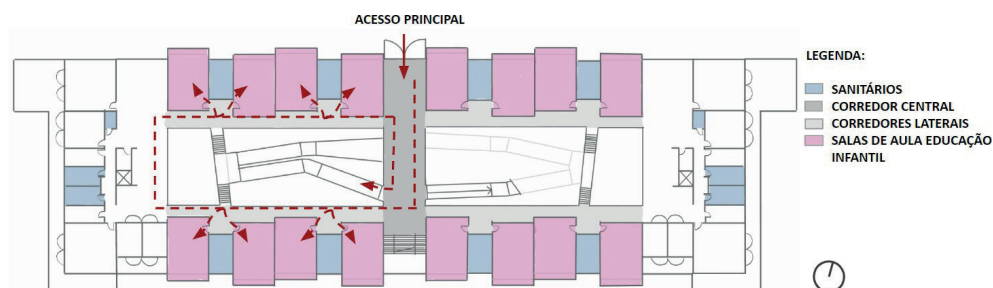 ACESSO PRINCIPAL
LEGENDA:
SANITÁRIOS
CORREDOR CENTRAL
CORREDORES LATERAIS
SALAS DE AULA EDUCAÇÃO
INFANTIL